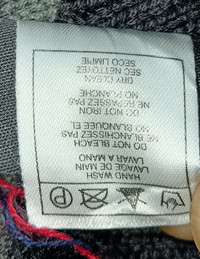 HAND WASH
LAVAGE DE MAIN
LAVAR A MANO
DO NOT BLEACH
NE BLANCHISSEZ PAS
NO BLANQUEE EL
DO NOT IRON
NE REPASSEZ PAS
NO PLANCHE
DRY CLEAN
SEC NETTOYEZ
SECO LIMPIE